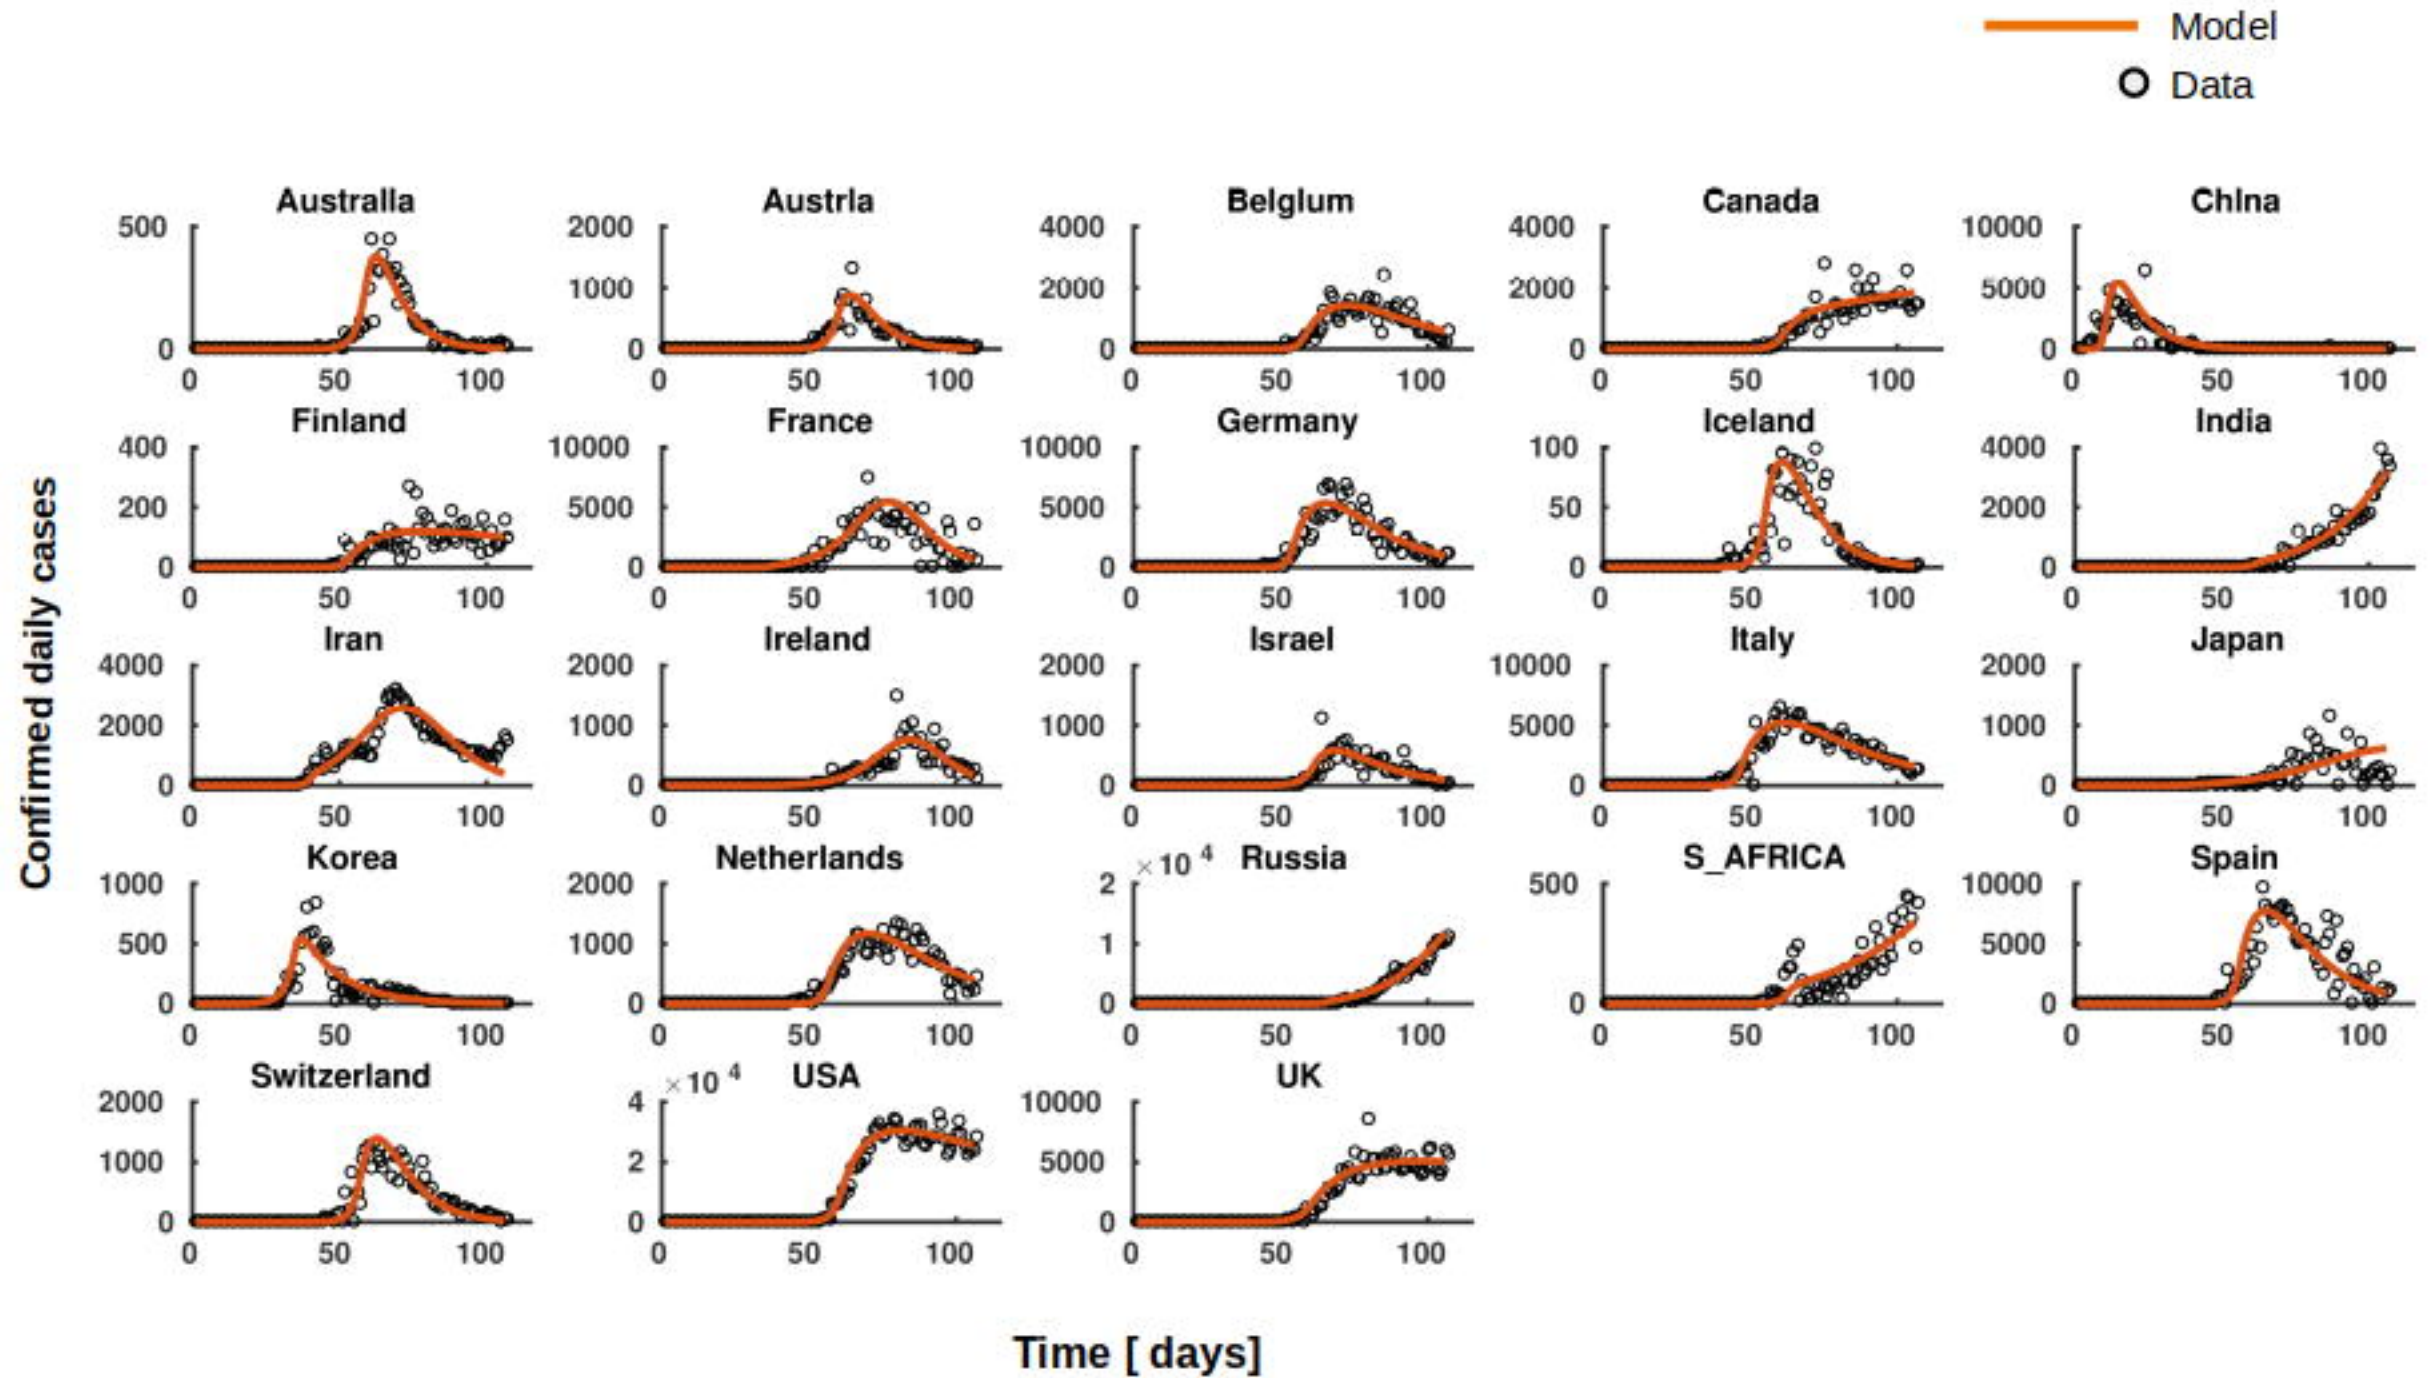 Model
Data
Australla Austrla Belglum Canada Chlna
500 2000 4000 4000 10000
0 1000 2000 2000 5000
0 0 0 0
0 50 100 0 50 100 0 50 100 0 50 100 0 50 100
Finland France Germany Iceland India
400 10000 10000 100 4000
200 5000 5000 50 2000
0 0 0 0 0
0 50 100 0 50 100 0 50 100 0 50 100 0 50 100
Confirmed daily cases
Iran Ireland Israel Italy Japan
4000 2000 2000 10000 2000
2000 1000 1000 5000 1000
0 0 0 0 0
0 50 100 0 50 100 0 50 100 0 50 100 0 50 100
Korea Netherlands ×10 4 Russia S_AFRICA Spain
1000 2000 2 500 10000
500 1000 1 5000
0 0 0 0 0
0 50 100 0 50 100 0 50 100 0 50 100 0 50 100
Switzerland ×10 4 USA UK
2000 4 10000
1000 2 5000
0 0 0
0 50 100 0 50 100 0 50 100
Time [ days]